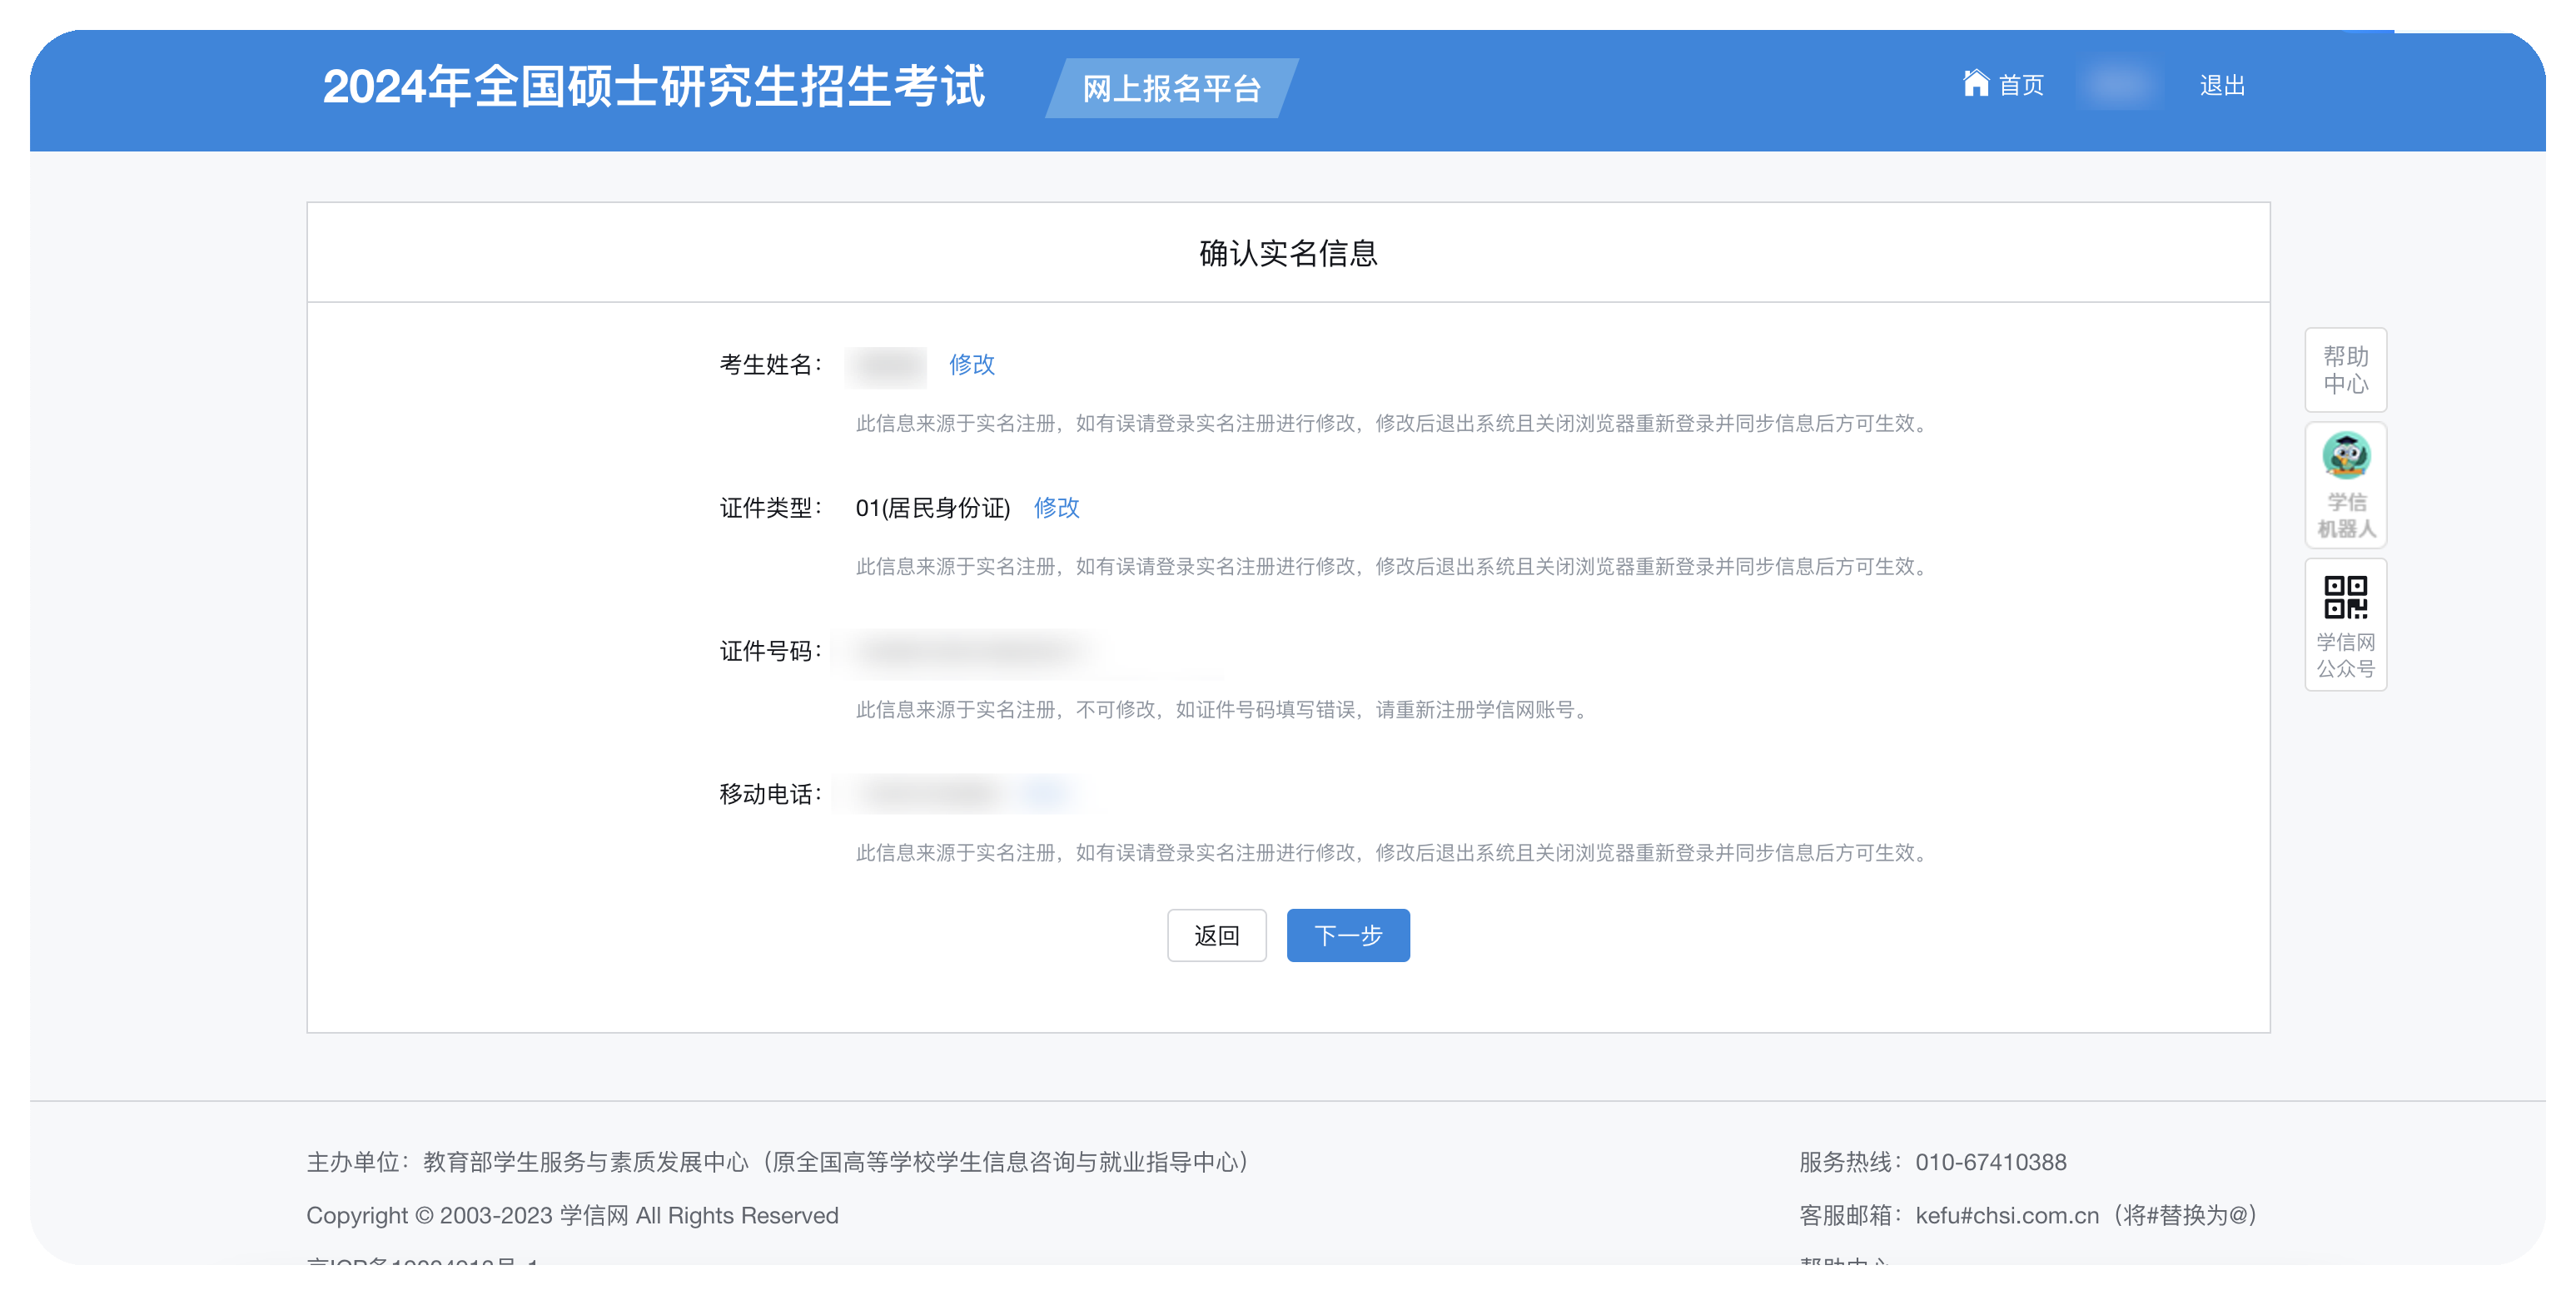 2024年全国硕士研究生招生考试 网上报名平台 首页 退出
确认实名信息
考生姓名： 修改
此信息来源于实名注册，如有误请登录实名注册进行修改，修改后退出系统且关闭浏览器重新登录并同步信息后方可生效。
证件类型： 01(居民身份证) 修改
此信息来源于实名注册，如有误请登录实名注册进行修改，修改后退出系统且关闭浏览器重新登录并同步信息后方可生效。
证件号码：
此信息来源于实名注册，不可修改，如证件号码填写错误，请重新注册学信网账号。
移动电话：
此信息来源于实名注册，如有误请登录实名注册进行修改，修改后退出系统且关闭浏览器重新登录并同步信息后方可生效。
返回 下一步
帮助
中心
学信
机器人
学信网
公众号
主办单位：教育部学生服务与素质发展中心（原全国高等学校学生信息咨询与就业指导中心）
Copyright © 2003-2023 学信网 All Rights Reserved
服务热线：010-67410388
客服邮箱：kefu#chsi.com.cn（将#替换为@）